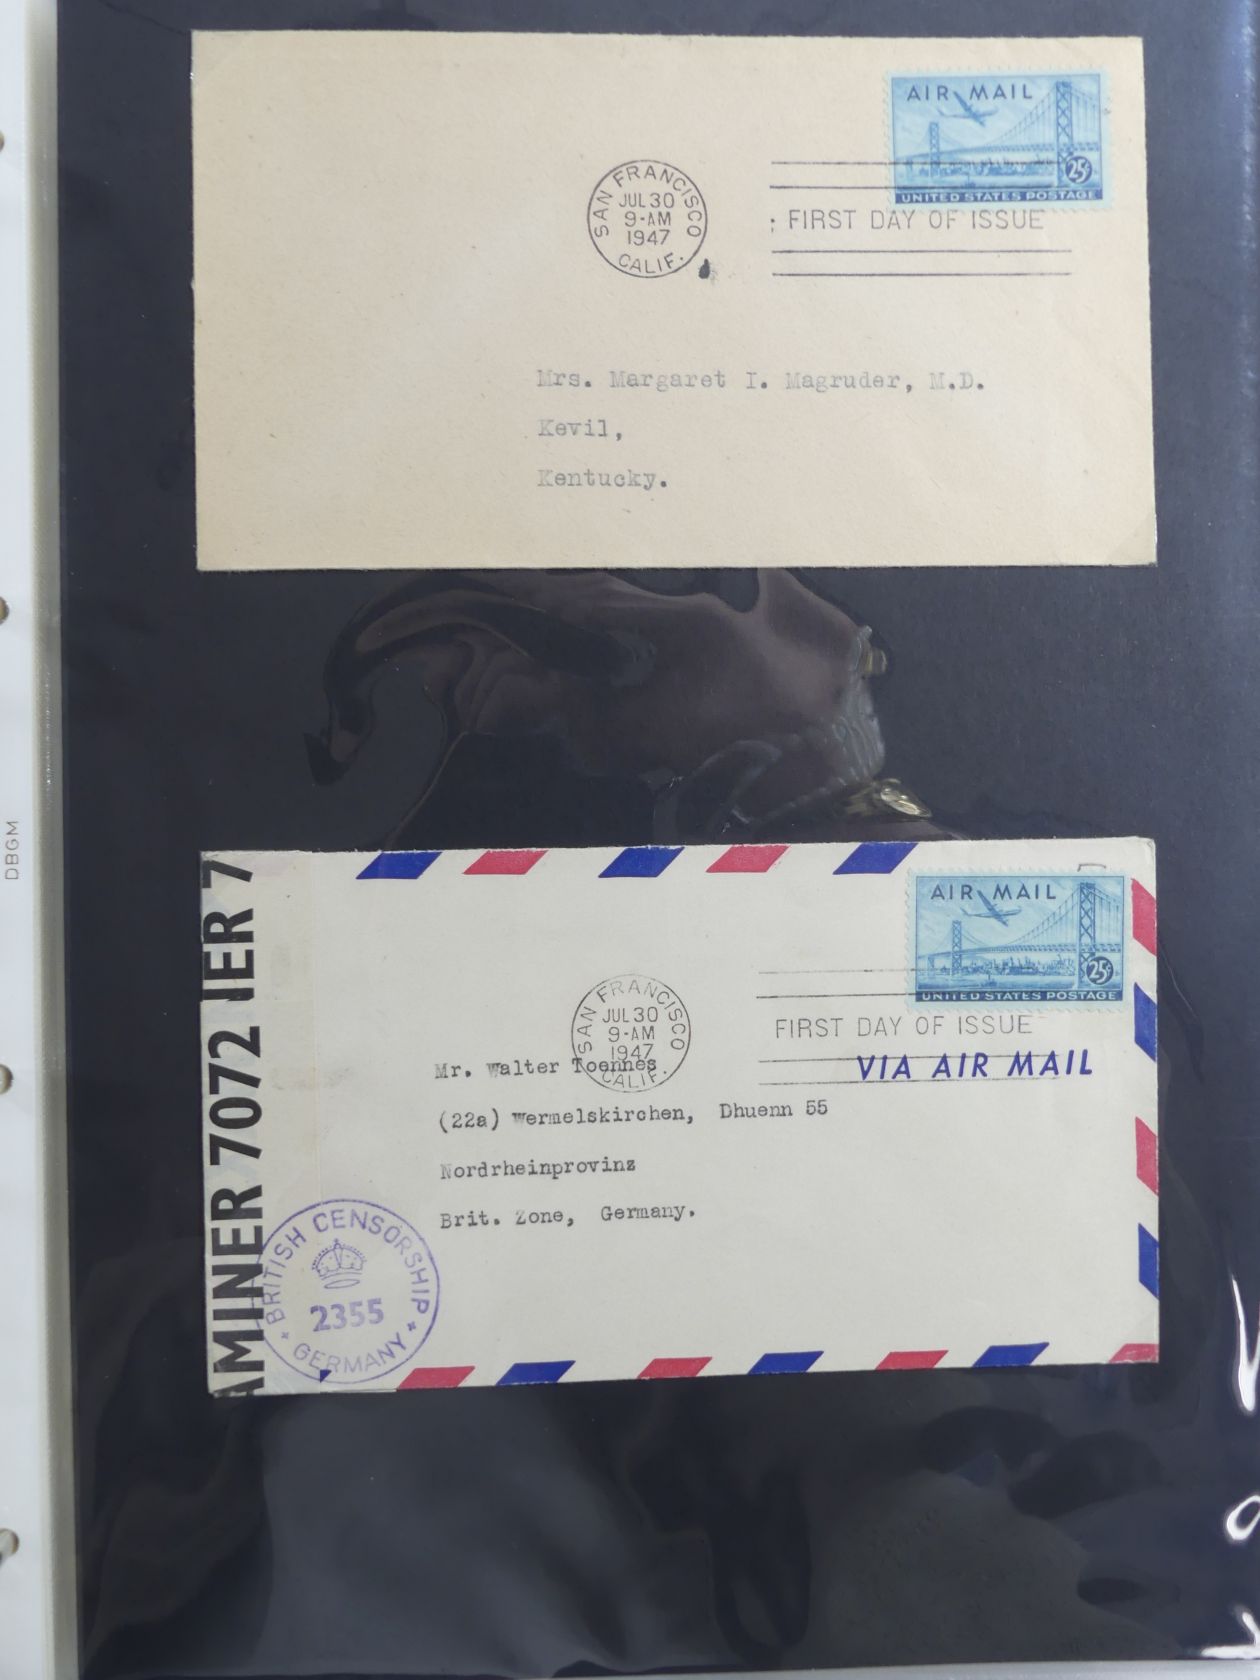 AIR MAIL
25¢
UNITED STATES POSTAGE
SAN FRANCISCO
JUL 30
9-AM
1947
CALIF.
FIRST DAY OF ISSUE
Mrs. Margaret I. Magruder, M.D.
Kevil,
Kentucky.
DBGM
AMINER 7072 NER 7
AIR MAIL
25¢
UNITED STATES POSTAGE
SAN FRANCISCO
JUL 30
9-AM
1947
CALIF.
FIRST DAY OF ISSUE
VIA AIR MAIL
Mr. Walter Toennes
(22a) Wermelskirchen, Dhuenn 55
Nordrheinprovinz
Brit. Zone, Germany.
BRITISH CENSORSHIP
2355
GERMANY